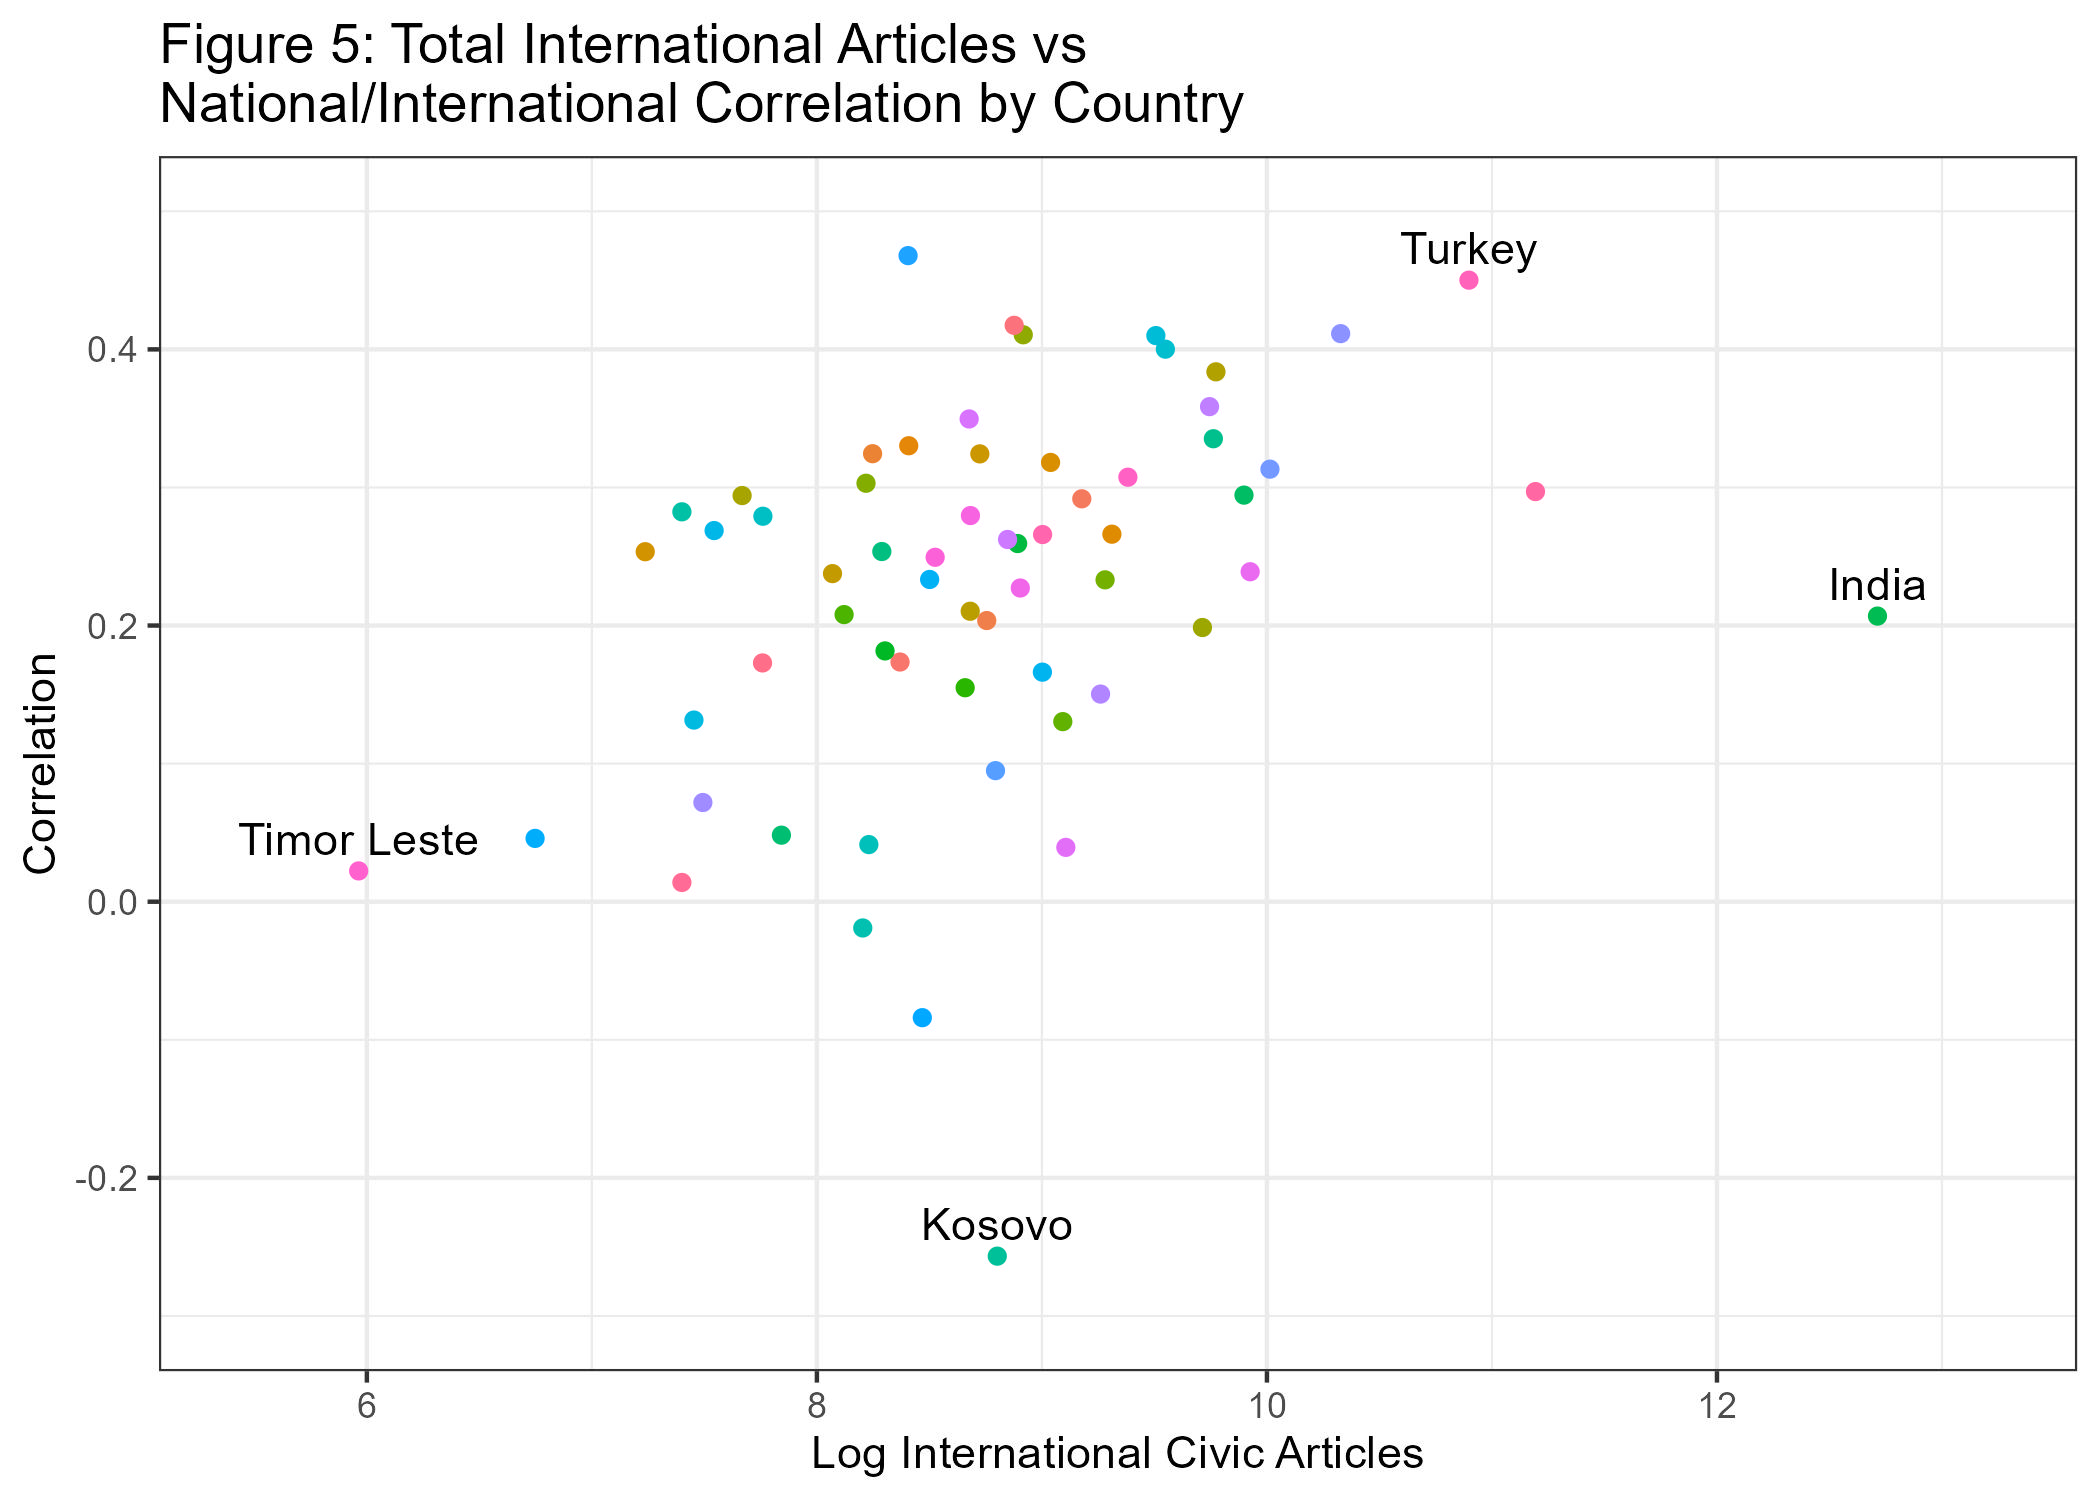 Figure 5: Total International Articles vs
National/International Correlation by Country
Turkey
0.4
India
0.2
Correlation
Timor Leste
0.0
-0.2
Kosovo
6 8 10 12
Log International Civic Articles